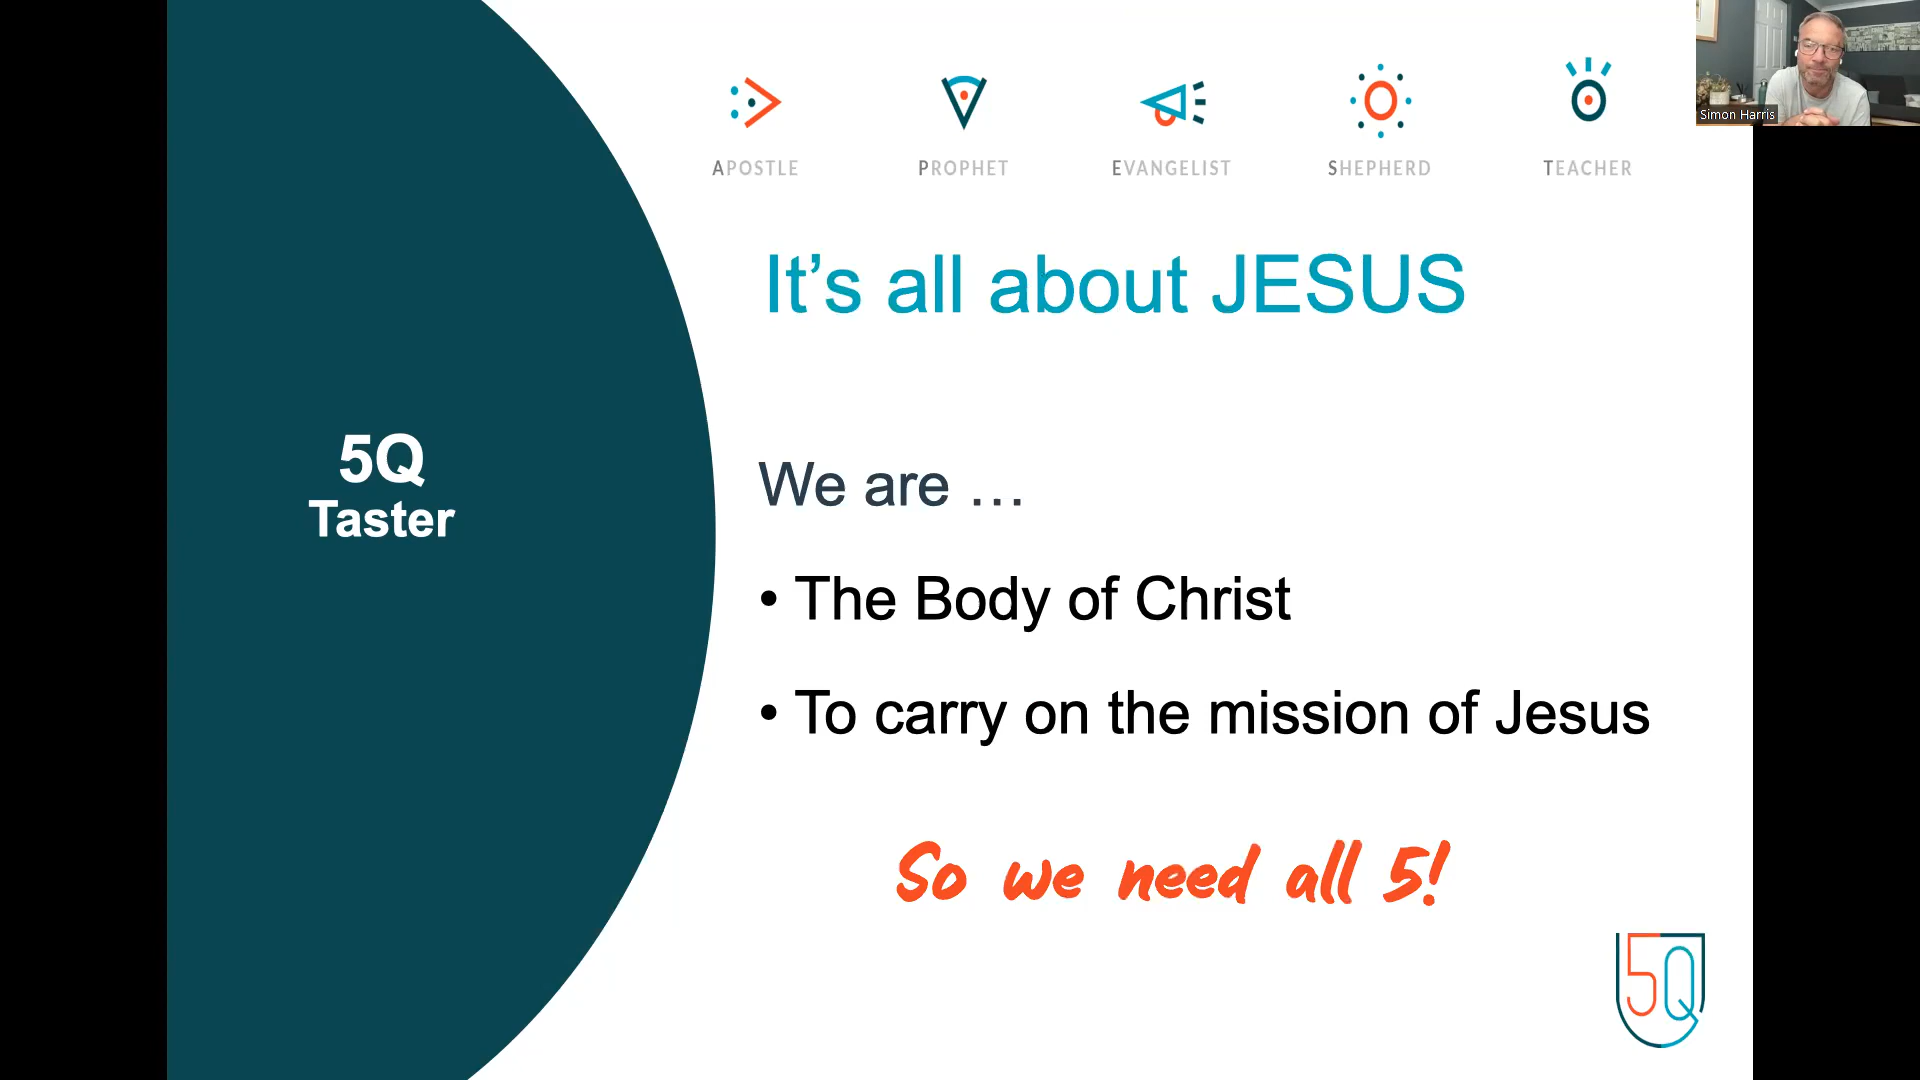 APOSTLE PROPHET EVANGELIST SHEPHERD TEACHER
Simon Harris
It’s all about JESUS
5Q
Taster
We are …
• The Body of Christ
• To carry on the mission of Jesus
So we need all 5!
5Q